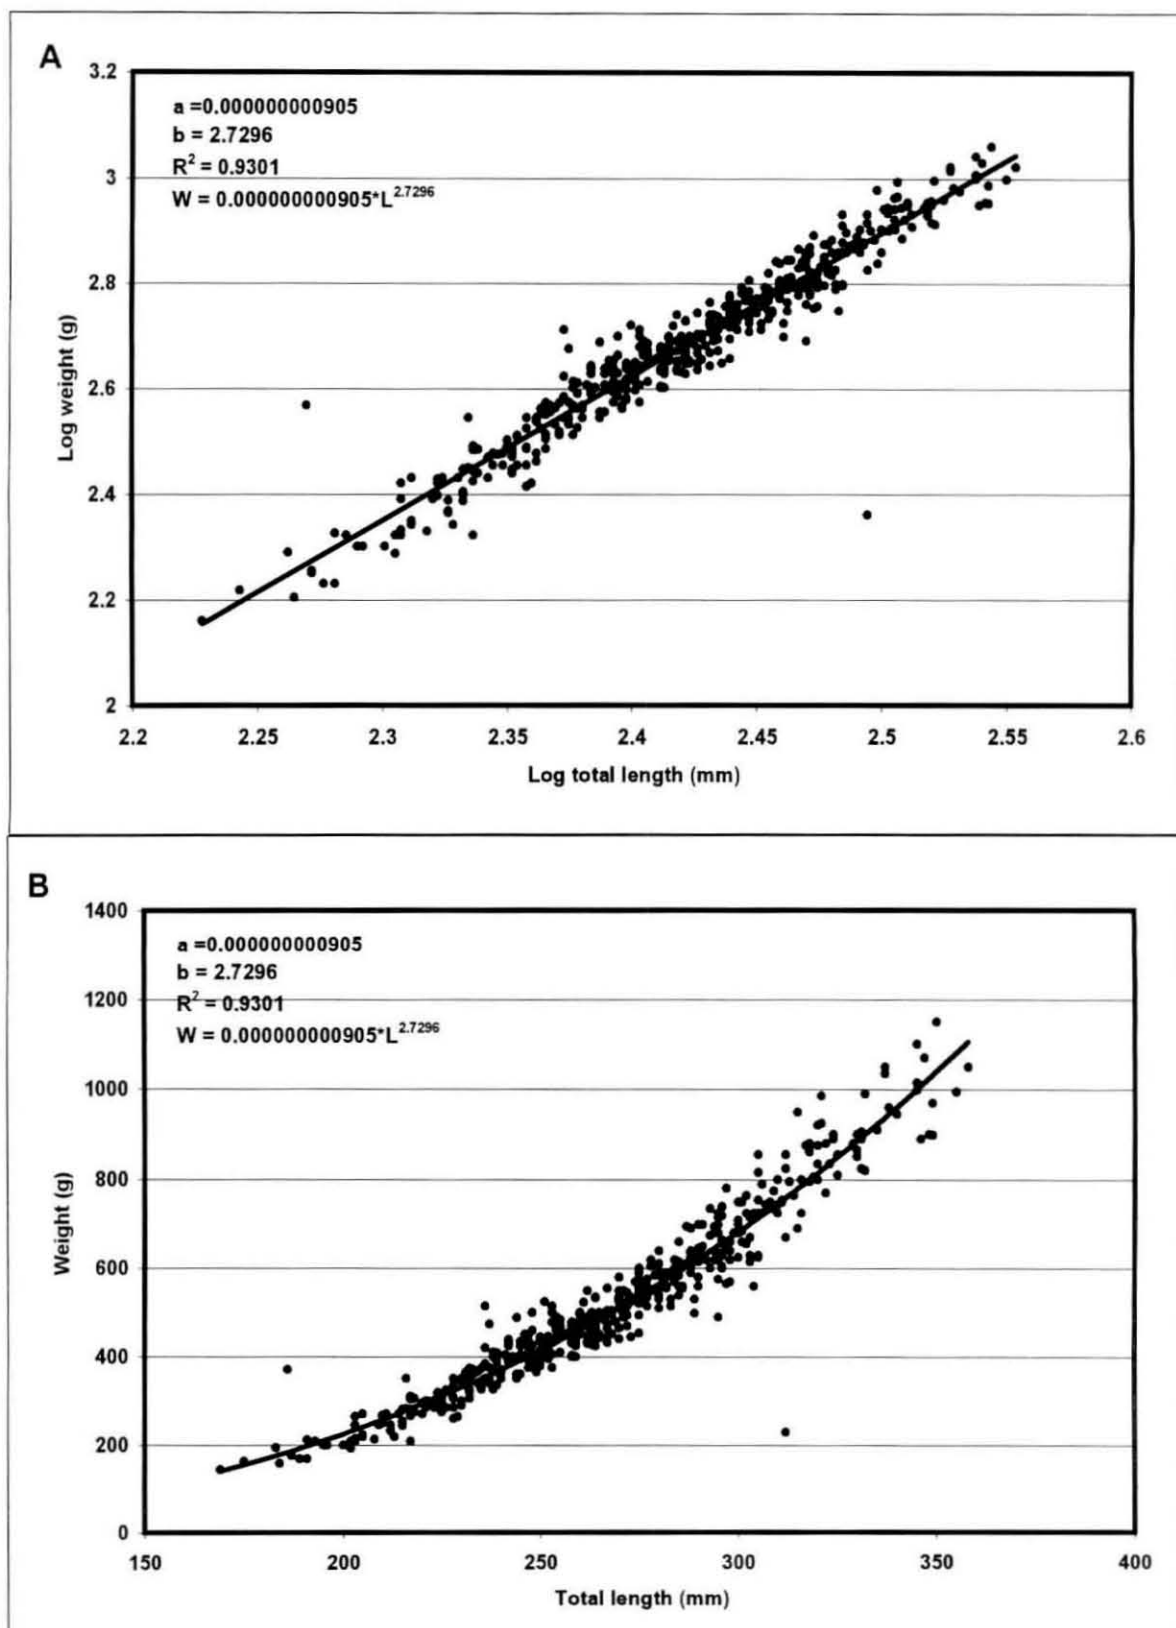 A
a =0.000000000905
b = 2.7296
R² = 0.9301
W = 0.000000000905*L^2.7296
3.2
3
2.8
2.6
2.4
2.2
2
Log weight (g)
2.2 2.25 2.3 2.35 2.4 2.45 2.5 2.55 2.6
Log total length (mm)
B
a =0.000000000905
b = 2.7296
R² = 0.9301
W = 0.000000000905*L^2.7296
1400
1200
1000
800
600
400
200
0
Weight (g)
150 200 250 300 350 400
Total length (mm)